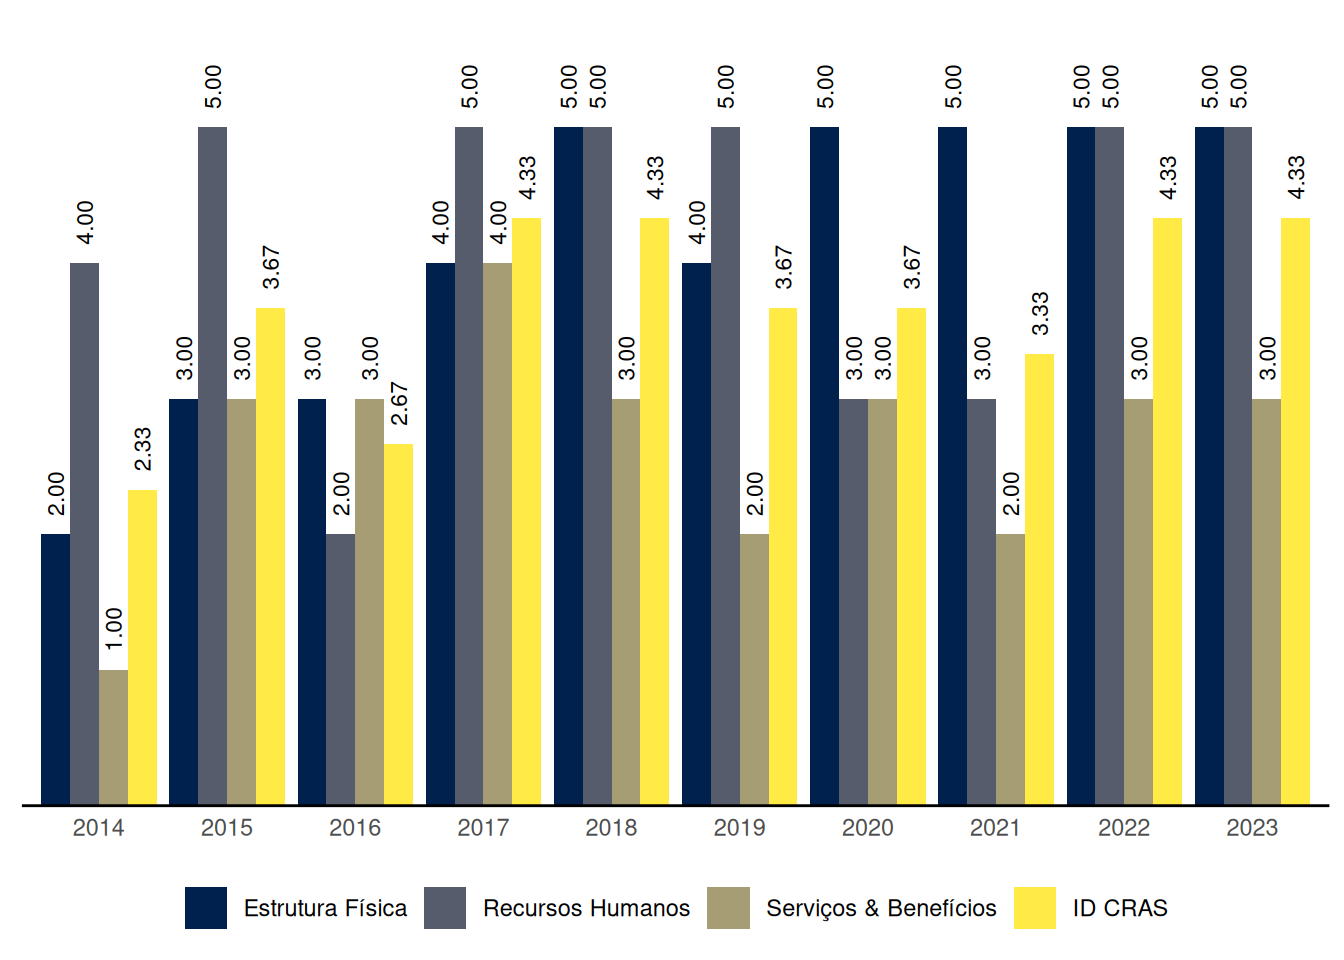 5.00 5.00 5.00 5.00 5.00 5.00 5.00 5.00 5.00 5.00 5.00
4.33 4.33 4.33 4.33
4.00 4.00 4.00 4.00
3.67 3.67 3.67
3.33
3.00 3.00 3.00 3.00 3.00 3.00 3.00 3.00 3.00 3.00
2.67
2.33
2.00 2.00 2.00 2.00
1.00
2014 2015 2016 2017 2018 2019 2020 2021 2022 2023
Estrutura Física Recursos Humanos Serviços & Benefícios ID CRAS